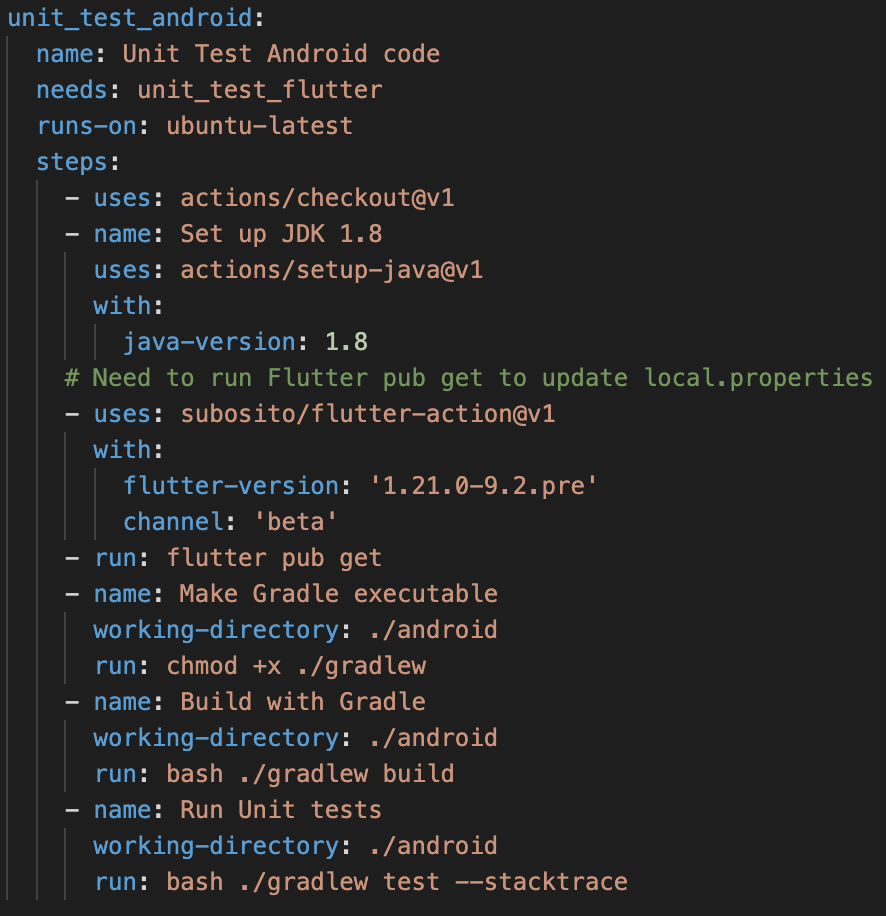 unit_test_android:
name: Unit Test Android code
needs: unit_test_flutter
runs-on: ubuntu-latest
steps:
- uses: actions/checkout@v1
- name: Set up JDK 1.8
uses: actions/setup-java@v1
with:
java-version: 1.8
# Need to run Flutter pub get to update local.properties
- uses: subosito/flutter-action@v1
with:
flutter-version: '1.21.0-9.2.pre'
channel: 'beta'
- run: flutter pub get
- name: Make Gradle executable
working-directory: ./android
run: chmod +x ./gradlew
- name: Build with Gradle
working-directory: ./android
run: bash ./gradlew build
- name: Run Unit tests
working-directory: ./android
run: bash ./gradlew test --stacktrace